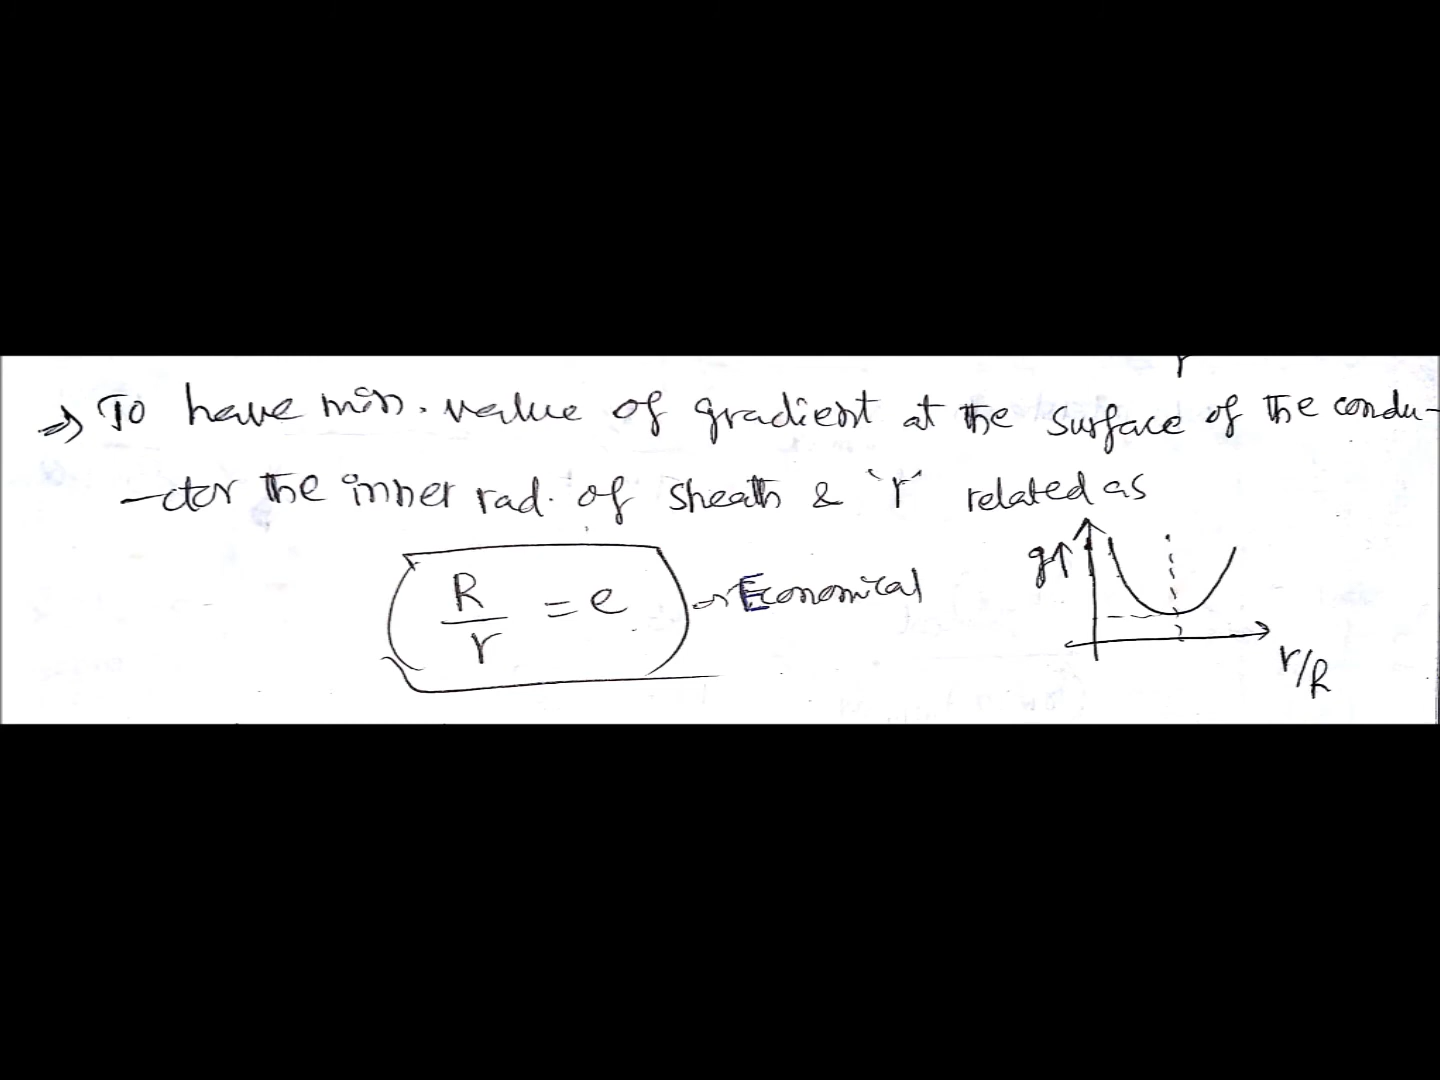 r
⇒ To have min. value of gradient at the surface of the condu-
-ctor the inner rad. of sheath & 'r' related as
R/r = e → Economical
g↑
r/R